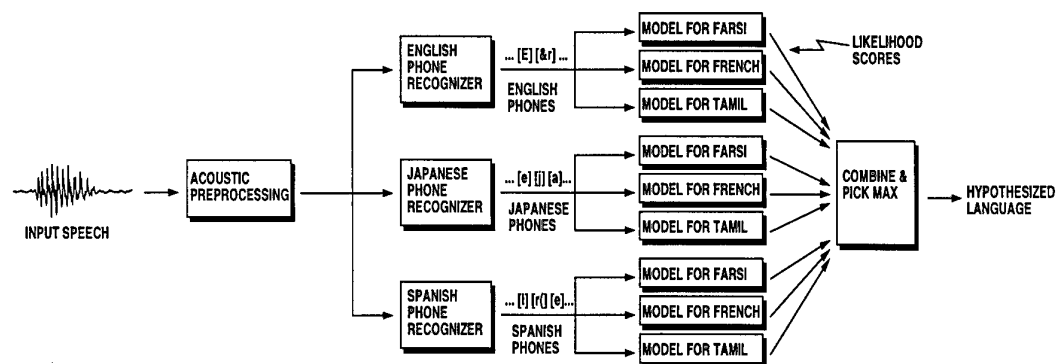 INPUT SPEECH
ACOUSTIC
PREPROCESSING
ENGLISH
PHONE
RECOGNIZER
... [E] [&r] ...
ENGLISH
PHONES
MODEL FOR FARSI
MODEL FOR FRENCH
MODEL FOR TAMIL
LIKELIHOOD
SCORES
JAPANESE
PHONE
RECOGNIZER
... [e] [j] [a]...
JAPANESE
PHONES
MODEL FOR FARSI
MODEL FOR FRENCH
MODEL FOR TAMIL
SPANISH
PHONE
RECOGNIZER
... [l] [r(] [e]...
SPANISH
PHONES
MODEL FOR FARSI
MODEL FOR FRENCH
MODEL FOR TAMIL
COMBINE &
PICK MAX
HYPOTHESIZED
LANGUAGE